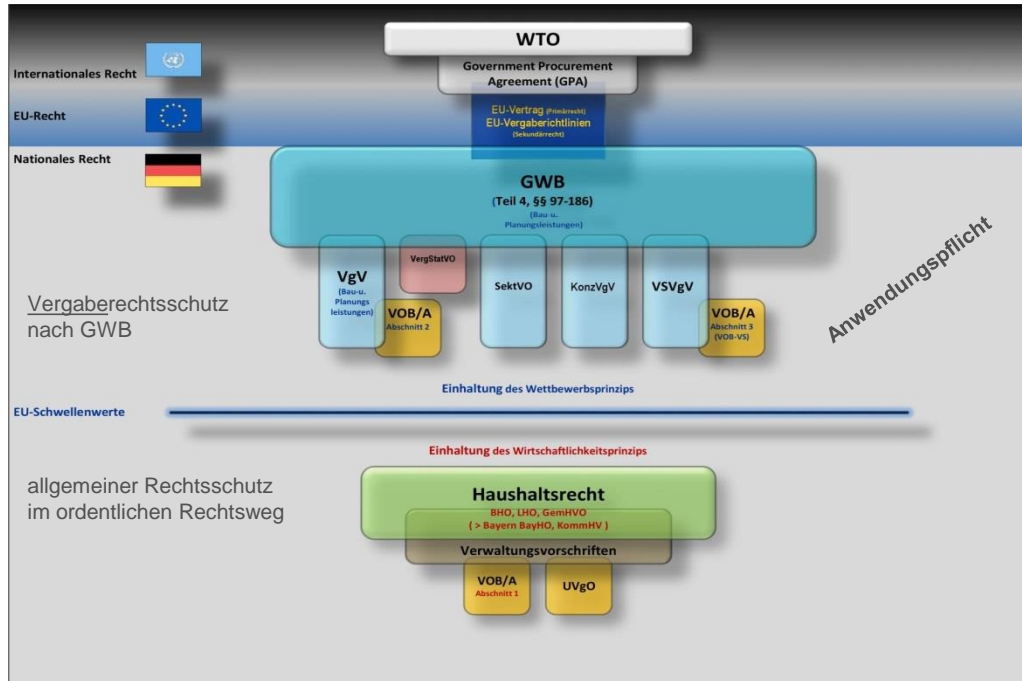 WTO
Government Procurement
Agreement (GPA)
Internationales Recht
EU-Recht
EU-Vertrag (Primärrecht)
EU-Vergaberichtlinien
(Sekundärrecht)
Nationales Recht
GWB
(Teil 4, §§ 97-186)
(Bau-u.
Planungsleistungen)
VgV
(Bau-u.
Planungs
leistungen)
VergStatVO
VOB/A
Abschnitt 2
SektVO
KonzVgV
VSVgV
VOB/A
Abschnitt 3
(VOB-VS)
Anwendungspflicht
Vergaberechtsschutz
nach GWB
Einhaltung des Wettbewerbsprinzips
EU-Schwellenwerte
Einhaltung des Wirtschaftlichkeitsprinzips
allgemeiner Rechtsschutz
im ordentlichen Rechtsweg
Haushaltsrecht
BHO, LHO, GemHVO
( > Bayern BayHO, KommHV )
Verwaltungsvorschriften
VOB/A
Abschnitt 1
UVgO